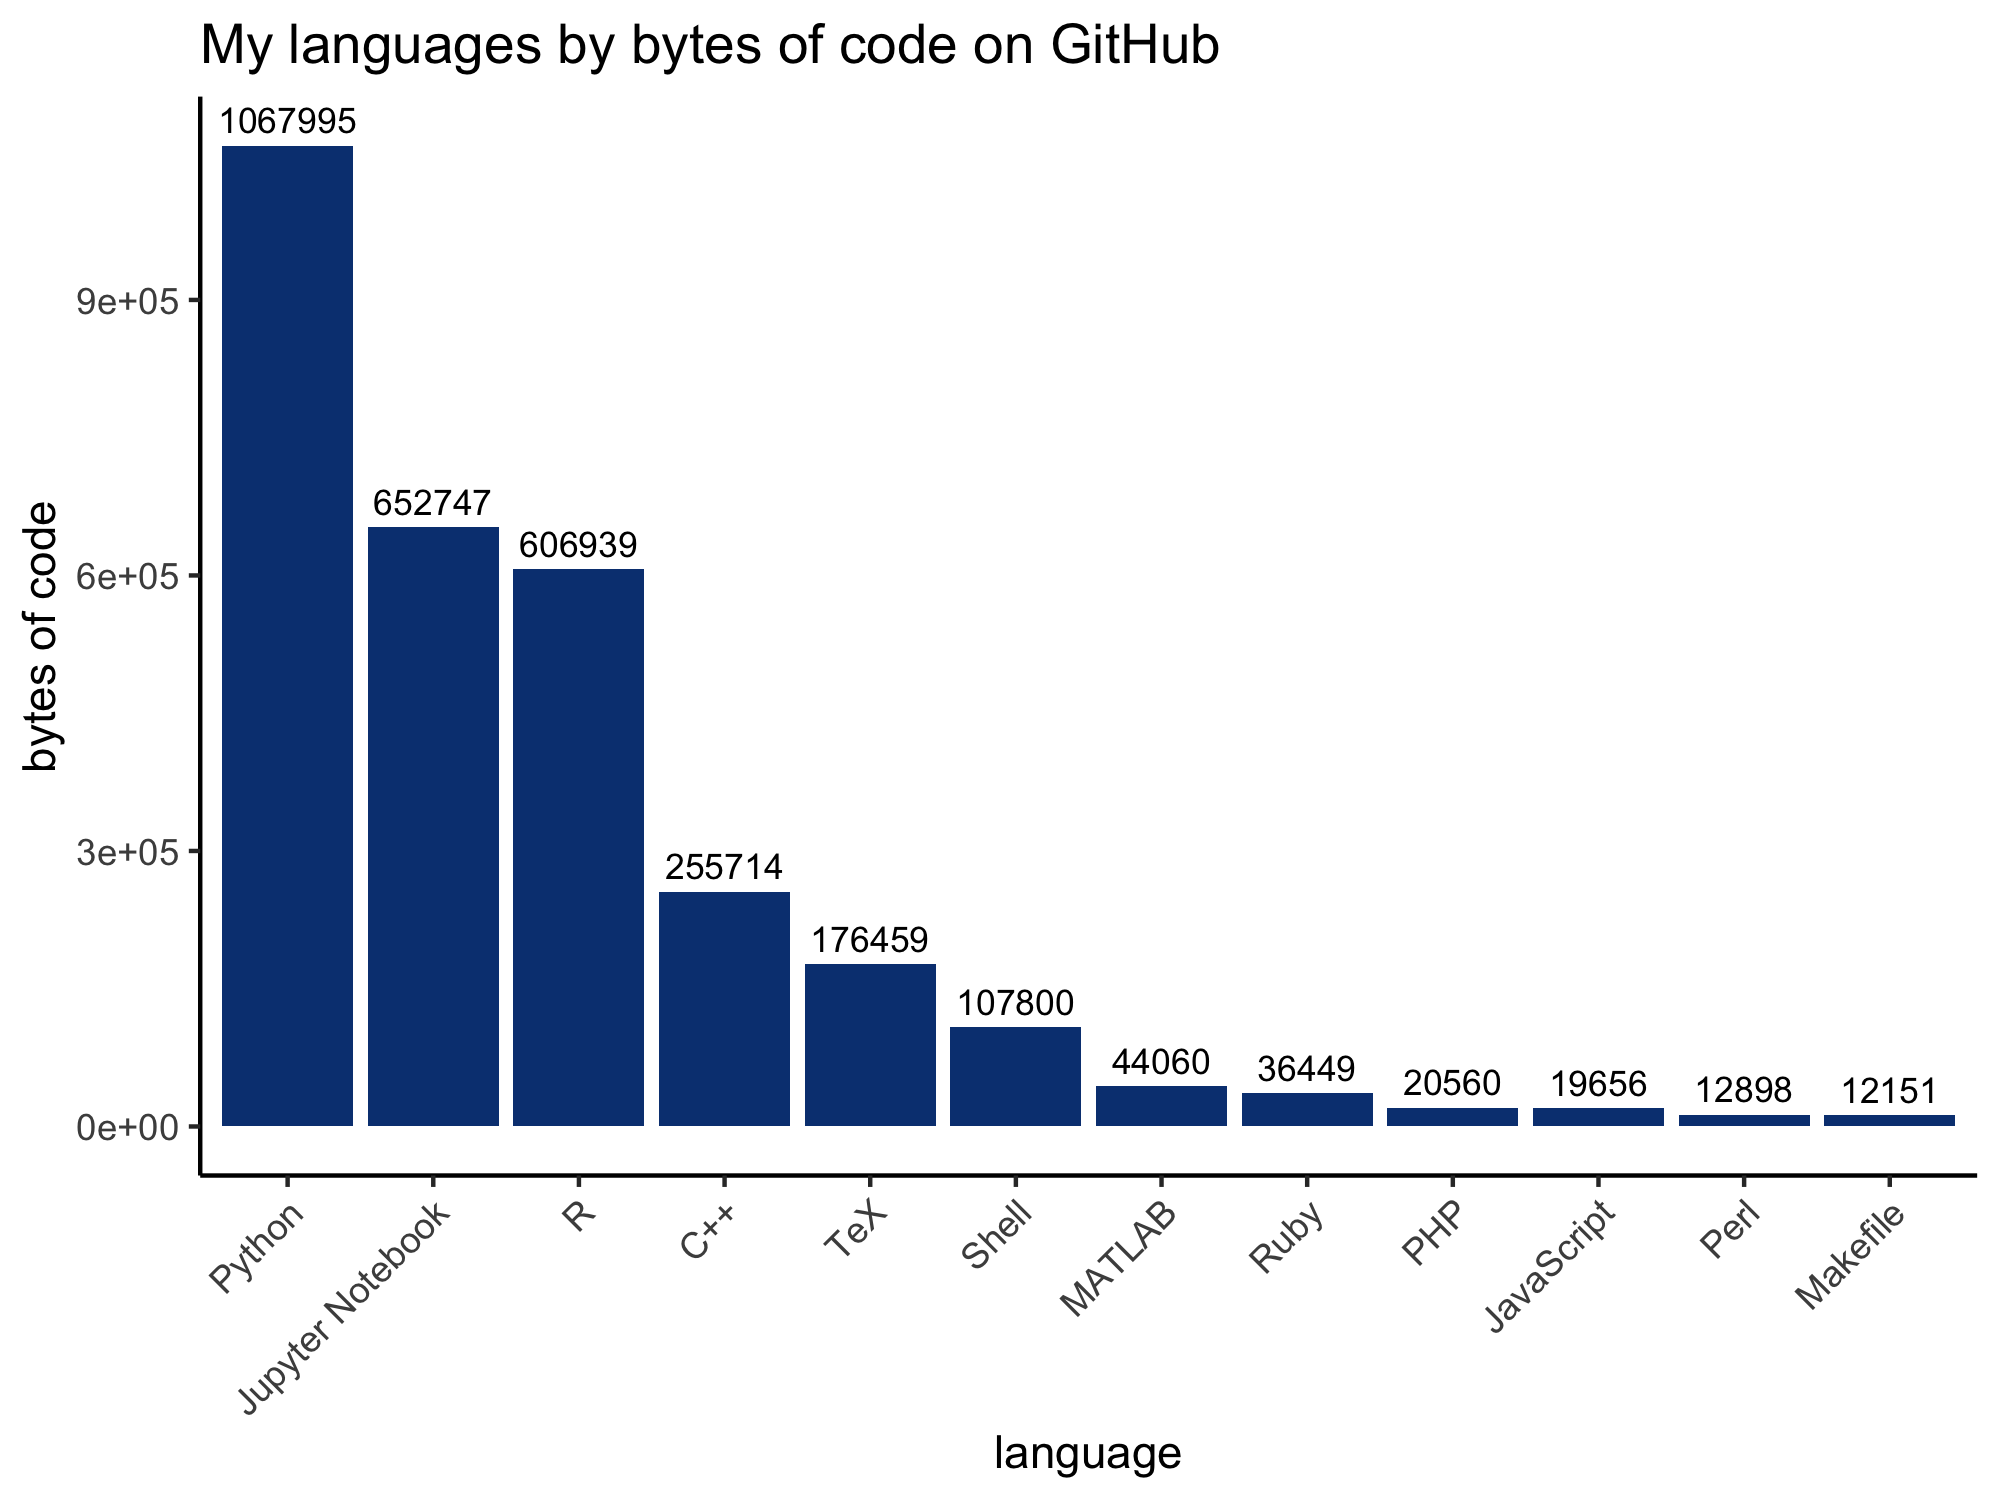 My languages by bytes of code on GitHub
1067995
652747
606939
255714
176459
107800
44060
36449
20560
19656
12898
12151
9e+05
6e+05
3e+05
0e+00
bytes of code
Python
Jupyter Notebook
R
C++
TeX
Shell
MATLAB
Ruby
PHP
JavaScript
Perl
Makefile
language